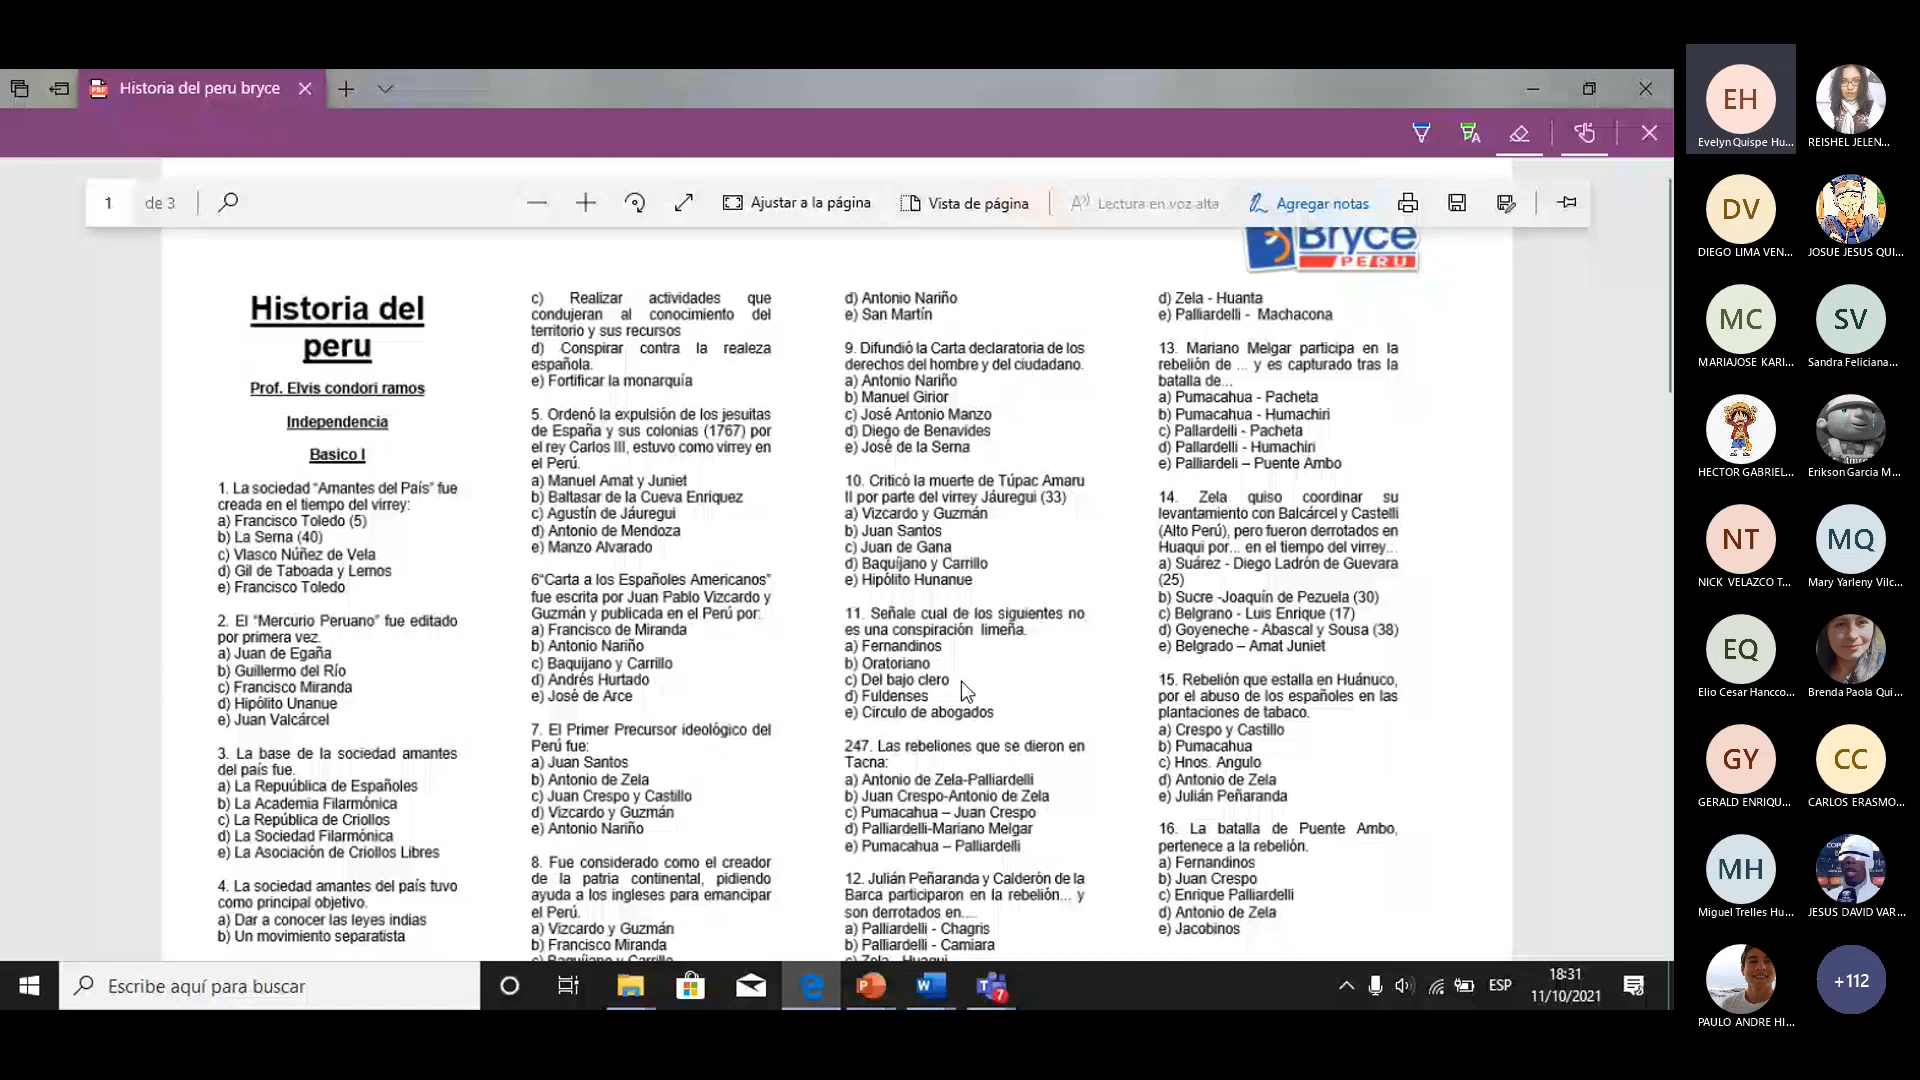 Historia del peru bryce
1 de 3
Ajustar a la página
Vista de página
Lectura en voz alta
Agregar notas
Bryce
PERU
Historia del
peru
Prof. Elvis condori ramos
Independencia
Basico I
1. La sociedad “Amantes del País” fue
creada en el tiempo del virrey:
a) Francisco Toledo (5)
b) La Serna (40)
c) Vlasco Núñez de Vela
d) Gil de Taboada y Lemos
e) Francisco Toledo
2. El “Mercurio Peruano” fue editado
por primera vez.
a) Juan de Egaña
b) Guillermo del Río
c) Francisco Miranda
d) Hipólito Unanue
e) Juan Valcárcel
3. La base de la sociedad amantes
del país fue.
a) La Repuública de Españoles
b) La Academia Filarmónica
c) La República de Criollos
d) La Sociedad Filarmónica
e) La Asociación de Criollos Libres
4. La sociedad amantes del país tuvo
como principal objetivo.
a) Dar a conocer las leyes indias
b) Un movimiento separatista
c) Realizar actividades que
condujeran al conocimiento del
territorio y sus recursos
d) Conspirar contra la realeza
española.
e) Fortificar la monarquía
5. Ordenó la expulsión de los jesuitas
de España y sus colonias (1767) por
el rey Carlos III, estuvo como virrey en
el Perú.
a) Manuel Amat y Juniet
b) Baltasar de la Cueva Enriquez
c) Agustín de Jáuregui
d) Antonio de Mendoza
e) Manzo Alvarado
6“Carta a los Españoles Americanos”
fue escrita por Juan Pablo Vizcardo y
Guzmán y publicada en el Perú por:
a) Francisco de Miranda
b) Antonio Nariño
c) Baquijano y Carrillo
d) Andrés Hurtado
e) José de Arce
7. El Primer Precursor ideológico del
Perú fue:
a) Juan Santos
b) Antonio de Zela
c) Juan Crespo y Castillo
d) Vizcardo y Guzmán
e) Antonio Nariño
8. Fue considerado como el creador
de la patria continental, pidiendo
ayuda a los ingleses para emancipar
el Perú.
a) Vizcardo y Guzmán
b) Francisco Miranda
c) Baquíjano y Carrillo
d) Antonio Nariño
e) San Martín
9. Difundió la Carta declaratoria de los
derechos del hombre y del ciudadano.
a) Antonio Nariño
b) Manuel Girior
c) José Antonio Manzo
d) Diego de Benavides
e) José de la Serna
10. Criticò la muerte de Túpac Amaru
II por parte del virrey Jáuregui (33)
a) Vizcardo y Guzmán
b) Juan Santos
c) Juan de Gana
d) Baquíjano y Carrillo
e) Hipólito Hunanue
11. Señale cual de los siguientes no
es una conspiración limeña.
a) Fernandinos
b) Oratoriano
c) Del bajo clero
d) Fuldenses
e) Circulo de abogados
247. Las rebeliones que se dieron en
Tacna:
a) Antonio de Zela-Palliardelli
b) Juan Crespo-Antonio de Zela
c) Pumacahua – Juan Crespo
d) Palliardelli-Mariano Melgar
e) Pumacahua – Palliardelli
12. Julián Peñaranda y Calderón de la
Barca participaron en la rebelión... y
son derrotados en....
a) Palliardelli - Chagris
b) Palliardelli - Camiara
c) Zela - Huaqui
d) Zela - Huanta
e) Palliardelli - Machacona
13. Mariano Melgar participa en la
rebelión de ... y es capturado tras la
batalla de...
a) Pumacahua - Pacheta
b) Pumacahua - Humachiri
c) Pallardelli - Pacheta
d) Pallardelli - Humachiri
e) Palliardeli – Puente Ambo
14. Zela quiso coordinar su
levantamiento con Balcárcel y Castelli
(Alto Perú), pero fueron derrotados en
Huaqui por... en el tiempo del virrey...
a) Suárez - Diego Ladrón de Guevara
(25)
b) Sucre -Joaquín de Pezuela (30)
c) Belgrano - Luis Enrique (17)
d) Goyeneche - Abascal y Sousa (38)
e) Belgrado – Amat Juniet
15. Rebelión que estalla en Huánuco,
por el abuso de los españoles en las
plantaciones de tabaco.
a) Crespo y Castillo
b) Pumacahua
c) Hnos. Angulo
d) Antonio de Zela
e) Julián Peñaranda
16. La batalla de Puente Ambo,
pertenece a la rebelión.
a) Fernandinos
b) Juan Crespo
c) Enrique Palliardelli
d) Antonio de Zela
e) Jacobinos
Escribe aquí para buscar
7
ESP
18:31
11/10/2021
EH
Evelyn Quispe Hu...
REISHEL JELEN...
DV
DIEGO LIMA VEN...
JOSUE JESUS QUI...
MC
MARIAJOSE KARI...
SV
Sandra Feliciana...
HECTOR GABRIEL...
Erikson Garcia M...
NT
NICK VELAZCO T...
MQ
Mary Yarleny Vilc...
EQ
Elio Cesar Hancco...
Brenda Paola Qui...
GY
GERALD ENRIQU...
CC
CARLOS ERASMO...
MH
Miguel Trelles Hu...
JESUS DAVID VAR...
PAULO ANDRE HI...
+112